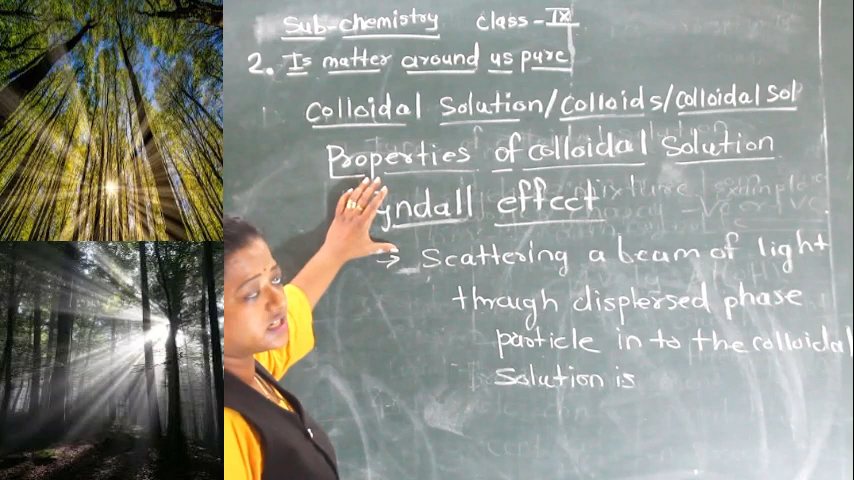 Sub-chemistry class-IX
2. Is matter around us pure
Colloidal Solution/Colloids/Colloidal Sol
Properties of colloidal Solution
yndall effect
→ Scattering a beam of light
through dispersed phase
particle in to the colloidal
Solution is